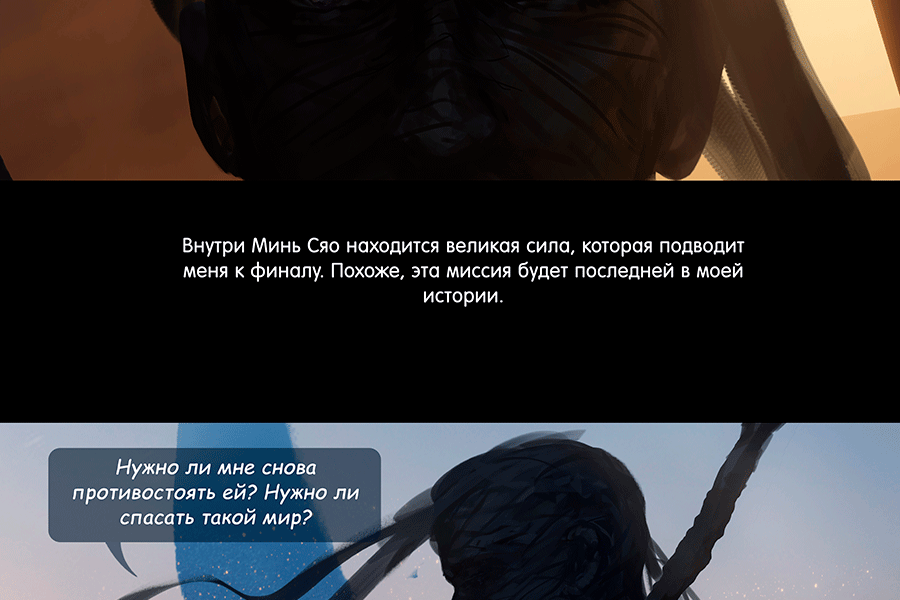 Внутри Минь Сяо находится великая сила, которая подводит
меня к финалу. Похоже, эта миссия будет последней в моей
истории.
Нужно ли мне снова
противостоять ей? Нужно ли
спасать такой мир?